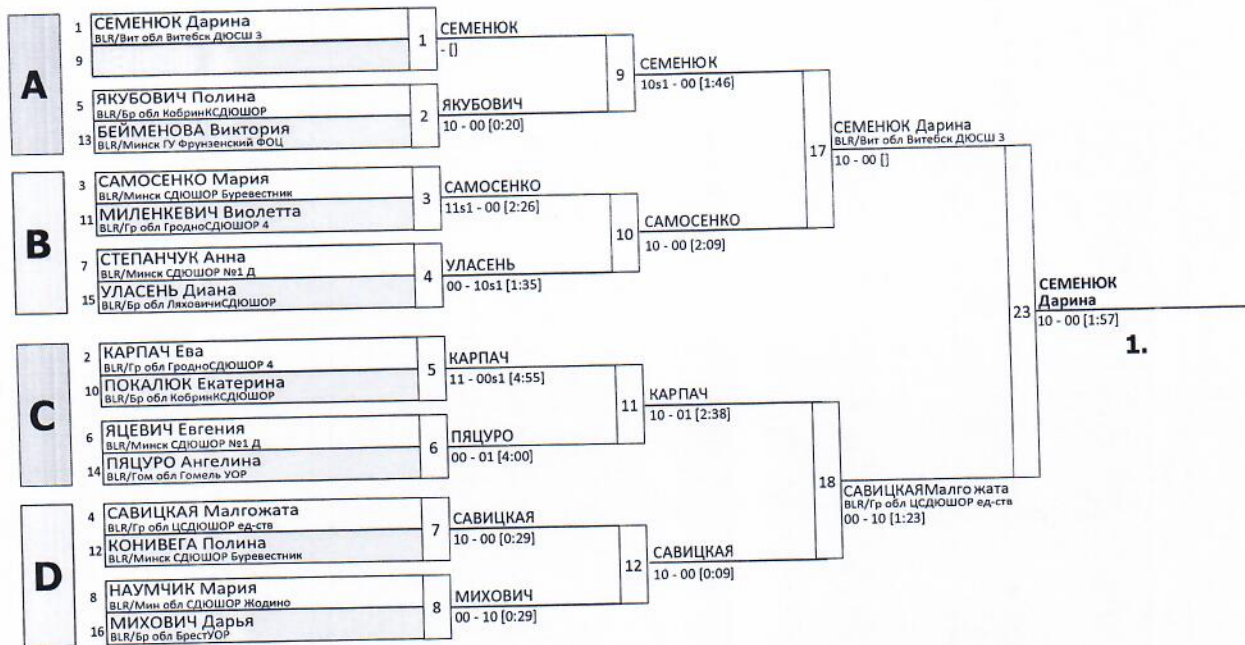 A
1 СЕМЕНЮК Дарина
BLR/Вит обл Витебск ДЮСШ 3
9
1
СЕМЕНЮК
- []
5 ЯКУБОВИЧ Полина
BLR/Бр обл КобринКСДЮШОР
13 БЕЙМЕНОВА Виктория
BLR/Минск ГУ Фрунзенский ФОЦ
2
ЯКУБОВИЧ
10 - 00 [0:20]
9
СЕМЕНЮК
10s1 - 00 [1:46]
B
3 САМОСЕНКО Мария
BLR/Минск СДЮШОР Буревестник
11 МИЛЕНКЕВИЧ Виолетта
BLR/Гр обл ГродноСДЮШОР 4
3
САМОСЕНКО
11s1 - 00 [2:26]
7 СТЕПАНЧУК Анна
BLR/Минск СДЮШОР №1 Д
15 УЛАСЕНЬ Диана
BLR/Бр обл ЛяховичиСДЮШОР
4
УЛАСЕНЬ
00 - 10s1 [1:35]
10
САМОСЕНКО
10 - 00 [2:09]
17
СЕМЕНЮК Дарина
BLR/Вит обл Витебск ДЮСШ 3
10 - 00 []
C
2 КАРПАЧ Ева
BLR/Гр обл ГродноСДЮШОР 4
10 ПОКАЛЮК Екатерина
BLR/Бр обл КобринКСДЮШОР
5
КАРПАЧ
11 - 00s1 [4:55]
6 ЯЦЕВИЧ Евгения
BLR/Минск СДЮШОР №1 Д
14 ПЯЦУРО Ангелина
BLR/Гом обл Гомель УОР
6
ПЯЦУРО
00 - 01 [4:00]
11
КАРПАЧ
10 - 01 [2:38]
D
4 САВИЦКАЯ Малгожата
BLR/Гр обл ЦСДЮШОР ед-ств
12 КОНИВЕГА Полина
BLR/Минск СДЮШОР Буревестник
7
САВИЦКАЯ
10 - 00 [0:29]
8 НАУМЧИК Мария
BLR/Мин обл СДЮШОР Жодино
16 МИХОВИЧ Дарья
BLR/Бр обл БрестУОР
8
МИХОВИЧ
00 - 10 [0:29]
12
САВИЦКАЯ
10 - 00 [0:09]
18
САВИЦКАЯ Малгожата
BLR/Гр обл ЦСДЮШОР ед-ств
00 - 10 [1:23]
23
СЕМЕНЮК
Дарина
10 - 00 [1:57]
1.